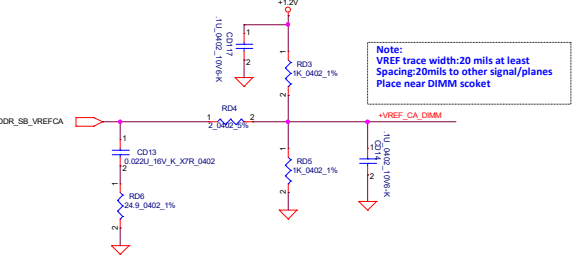 +1.2V
1
CD117
.1U_0402_10V6-K
2
1
RD3
1K_0402_1%
2
Note:
VREF trace width:20 mils at least
Spacing:20mils to other signal/planes
Place near DIMM scoket
DDR_SB_VREFCA
RD4
1
2
2_0402_5%
+VREF_CA_DIMM
1
CD13
0.022U_16V_K_X7R_0402
2
1
RD5
1K_0402_1%
2
1
CD114
.1U_0402_10V6-K
2
1
RD6
24.9_0402_1%
2